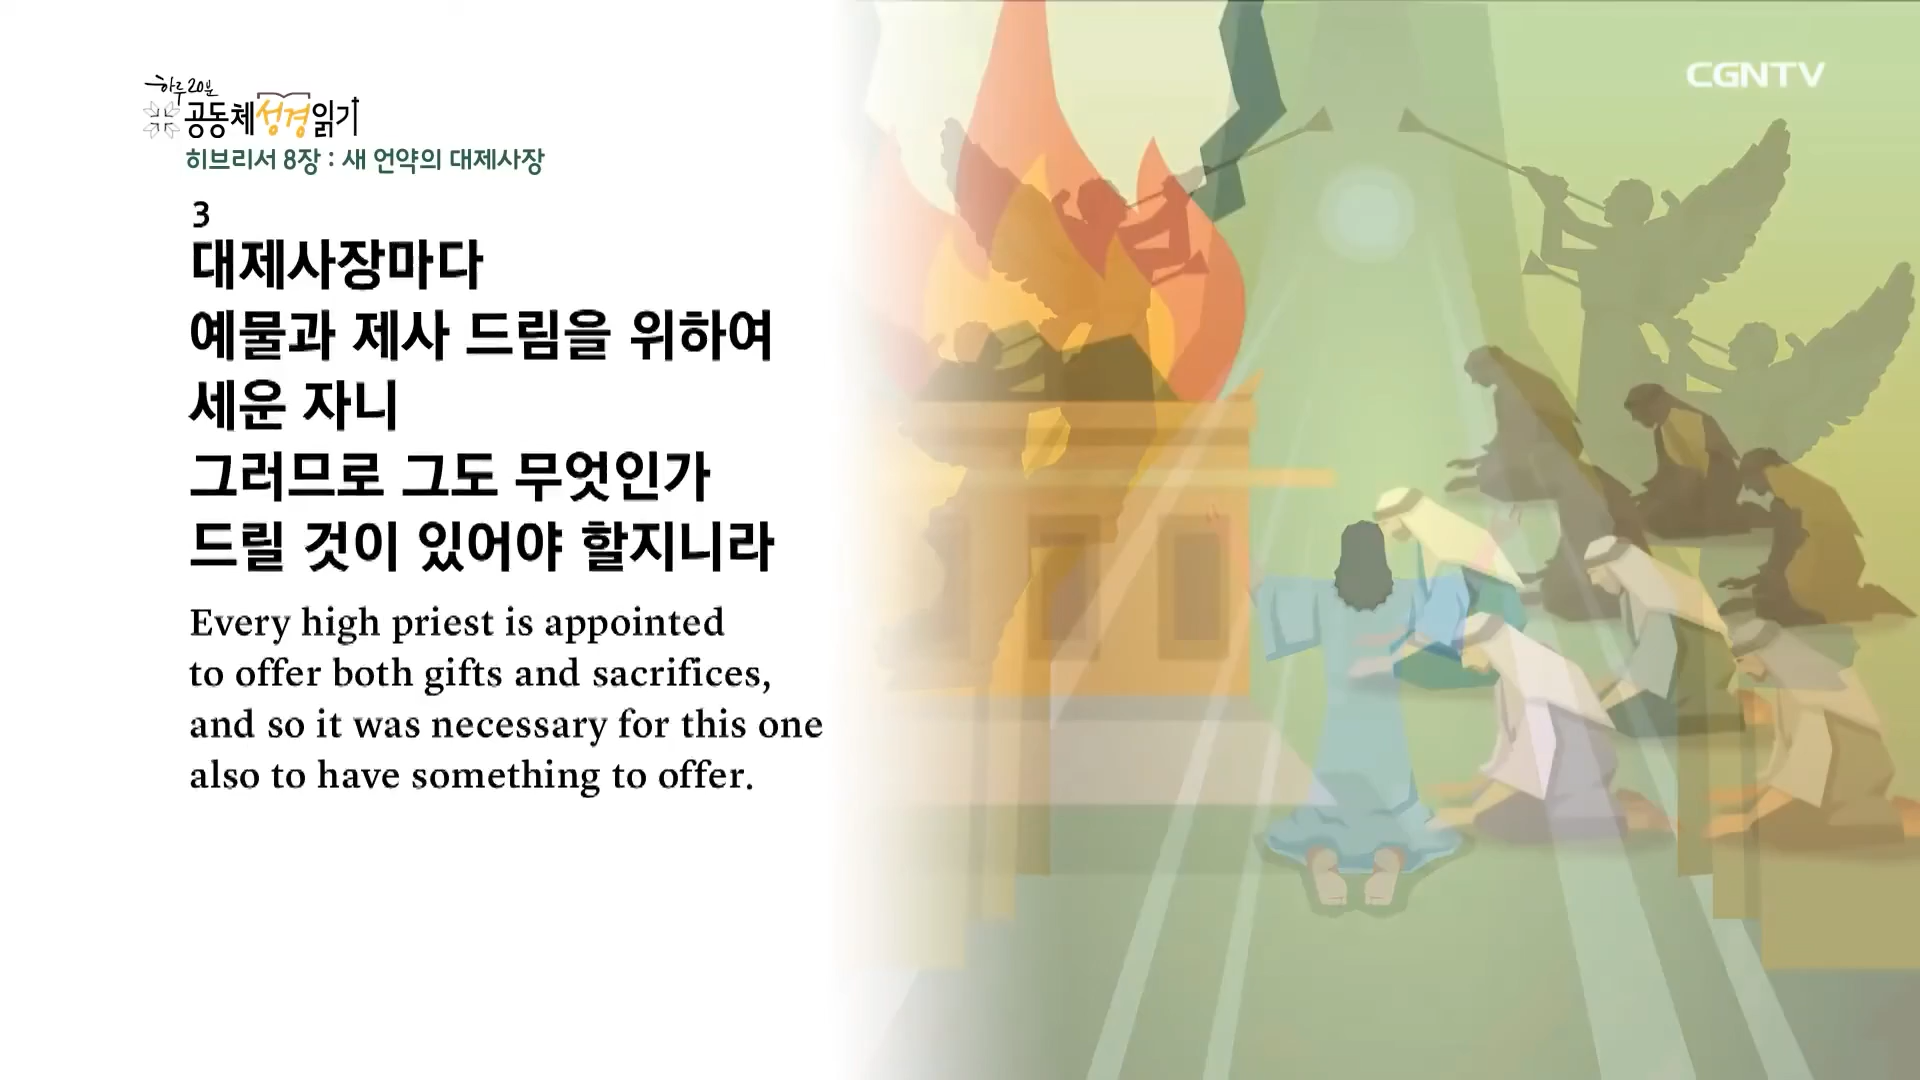 하루 20분
공동체성경읽기
CGNTV
히브리서 8장 : 새 언약의 대제사장
3
대제사장마다
예물과 제사 드림을 위하여
세운 자니
그러므로 그도 무엇인가
드릴 것이 있어야 할지니라
Every high priest is appointed
to offer both gifts and sacrifices,
and so it was necessary for this one
also to have something to offer.